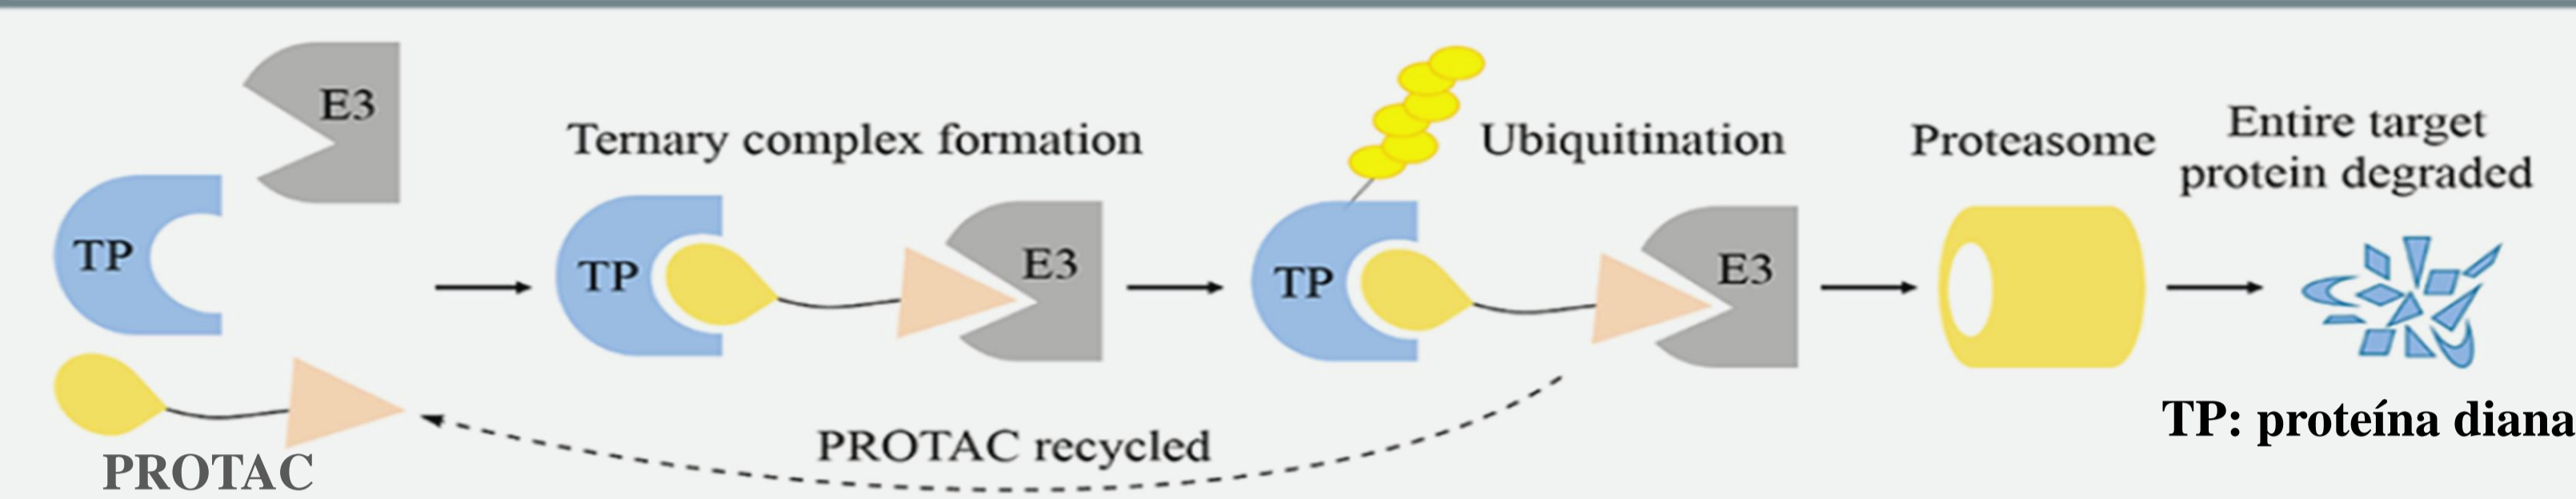 E3
TP
PROTAC
Ternary complex formation
TP
E3
Ubiquitination
TP
E3
PROTAC recycled
Proteasome
Entire target
protein degraded
TP: proteína diana